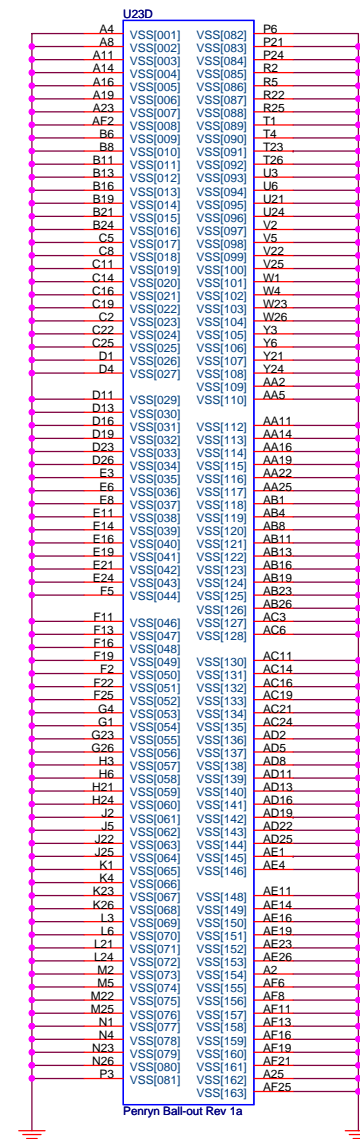 U23D
A4 VSS[001] VSS[082] P6
A8 VSS[002] VSS[083] P21
A11 VSS[003] VSS[084] P24
A14 VSS[004] VSS[085] R2
A16 VSS[005] VSS[086] R5
A19 VSS[006] VSS[087] R22
A23 VSS[007] VSS[088] R25
AF2 VSS[008] VSS[089] T1
B6 VSS[009] VSS[090] T4
B8 VSS[010] VSS[091] T23
B11 VSS[011] VSS[092] T26
B13 VSS[012] VSS[093] U3
B16 VSS[013] VSS[094] U6
B19 VSS[014] VSS[095] U21
B21 VSS[015] VSS[096] U24
B24 VSS[016] VSS[097] V2
C5 VSS[017] VSS[098] V5
C8 VSS[018] VSS[099] V22
C11 VSS[019] VSS[100] V25
C14 VSS[020] VSS[101] W1
C16 VSS[021] VSS[102] W4
C19 VSS[022] VSS[103] W23
C2 VSS[023] VSS[104] W26
C22 VSS[024] VSS[105] Y3
C25 VSS[025] VSS[106] Y6
D1 VSS[026] VSS[107] Y21
D4 VSS[027] VSS[108] Y24
VSS[109] AA2
D11 VSS[029] VSS[110] AA5
D13 VSS[030]
D16 VSS[031] VSS[112] AA11
D19 VSS[032] VSS[113] AA14
D23 VSS[033] VSS[114] AA16
D26 VSS[034] VSS[115] AA19
E3 VSS[035] VSS[116] AA22
E6 VSS[036] VSS[117] AA25
E8 VSS[037] VSS[118] AB1
E11 VSS[038] VSS[119] AB4
E14 VSS[039] VSS[120] AB8
E16 VSS[040] VSS[121] AB11
E19 VSS[041] VSS[122] AB13
E21 VSS[042] VSS[123] AB16
E24 VSS[043] VSS[124] AB19
F5 VSS[044] VSS[125] AB23
VSS[126] AB26
F11 VSS[046] VSS[127] AC3
F13 VSS[047] VSS[128] AC6
F16 VSS[048]
F19 VSS[049] VSS[130] AC11
F2 VSS[050] VSS[131] AC14
F22 VSS[051] VSS[132] AC16
F25 VSS[052] VSS[133] AC19
G4 VSS[053] VSS[134] AC21
G1 VSS[054] VSS[135] AC24
G23 VSS[055] VSS[136] AD2
G26 VSS[056] VSS[137] AD5
H3 VSS[057] VSS[138] AD8
H6 VSS[058] VSS[139] AD11
H21 VSS[059] VSS[140] AD13
H24 VSS[060] VSS[141] AD16
J2 VSS[061] VSS[142] AD19
J5 VSS[062] VSS[143] AD22
J22 VSS[063] VSS[144] AD25
J25 VSS[064] VSS[145] AE1
K1 VSS[065] VSS[146] AE4
K4 VSS[066]
K23 VSS[067] VSS[148] AE11
K26 VSS[068] VSS[149] AE14
L3 VSS[069] VSS[150] AE16
L6 VSS[070] VSS[151] AE19
L21 VSS[071] VSS[152] AE23
L24 VSS[072] VSS[153] AE26
M2 VSS[073] VSS[154] A2
M5 VSS[074] VSS[155] AF6
M22 VSS[075] VSS[156] AF8
M25 VSS[076] VSS[157] AF11
N1 VSS[077] VSS[158] AF13
N4 VSS[078] VSS[159] AF16
N23 VSS[079] VSS[160] AF19
N26 VSS[080] VSS[161] AF21
P3 VSS[081] VSS[162] A25
VSS[163] AF25
Penryn Ball-out Rev 1a